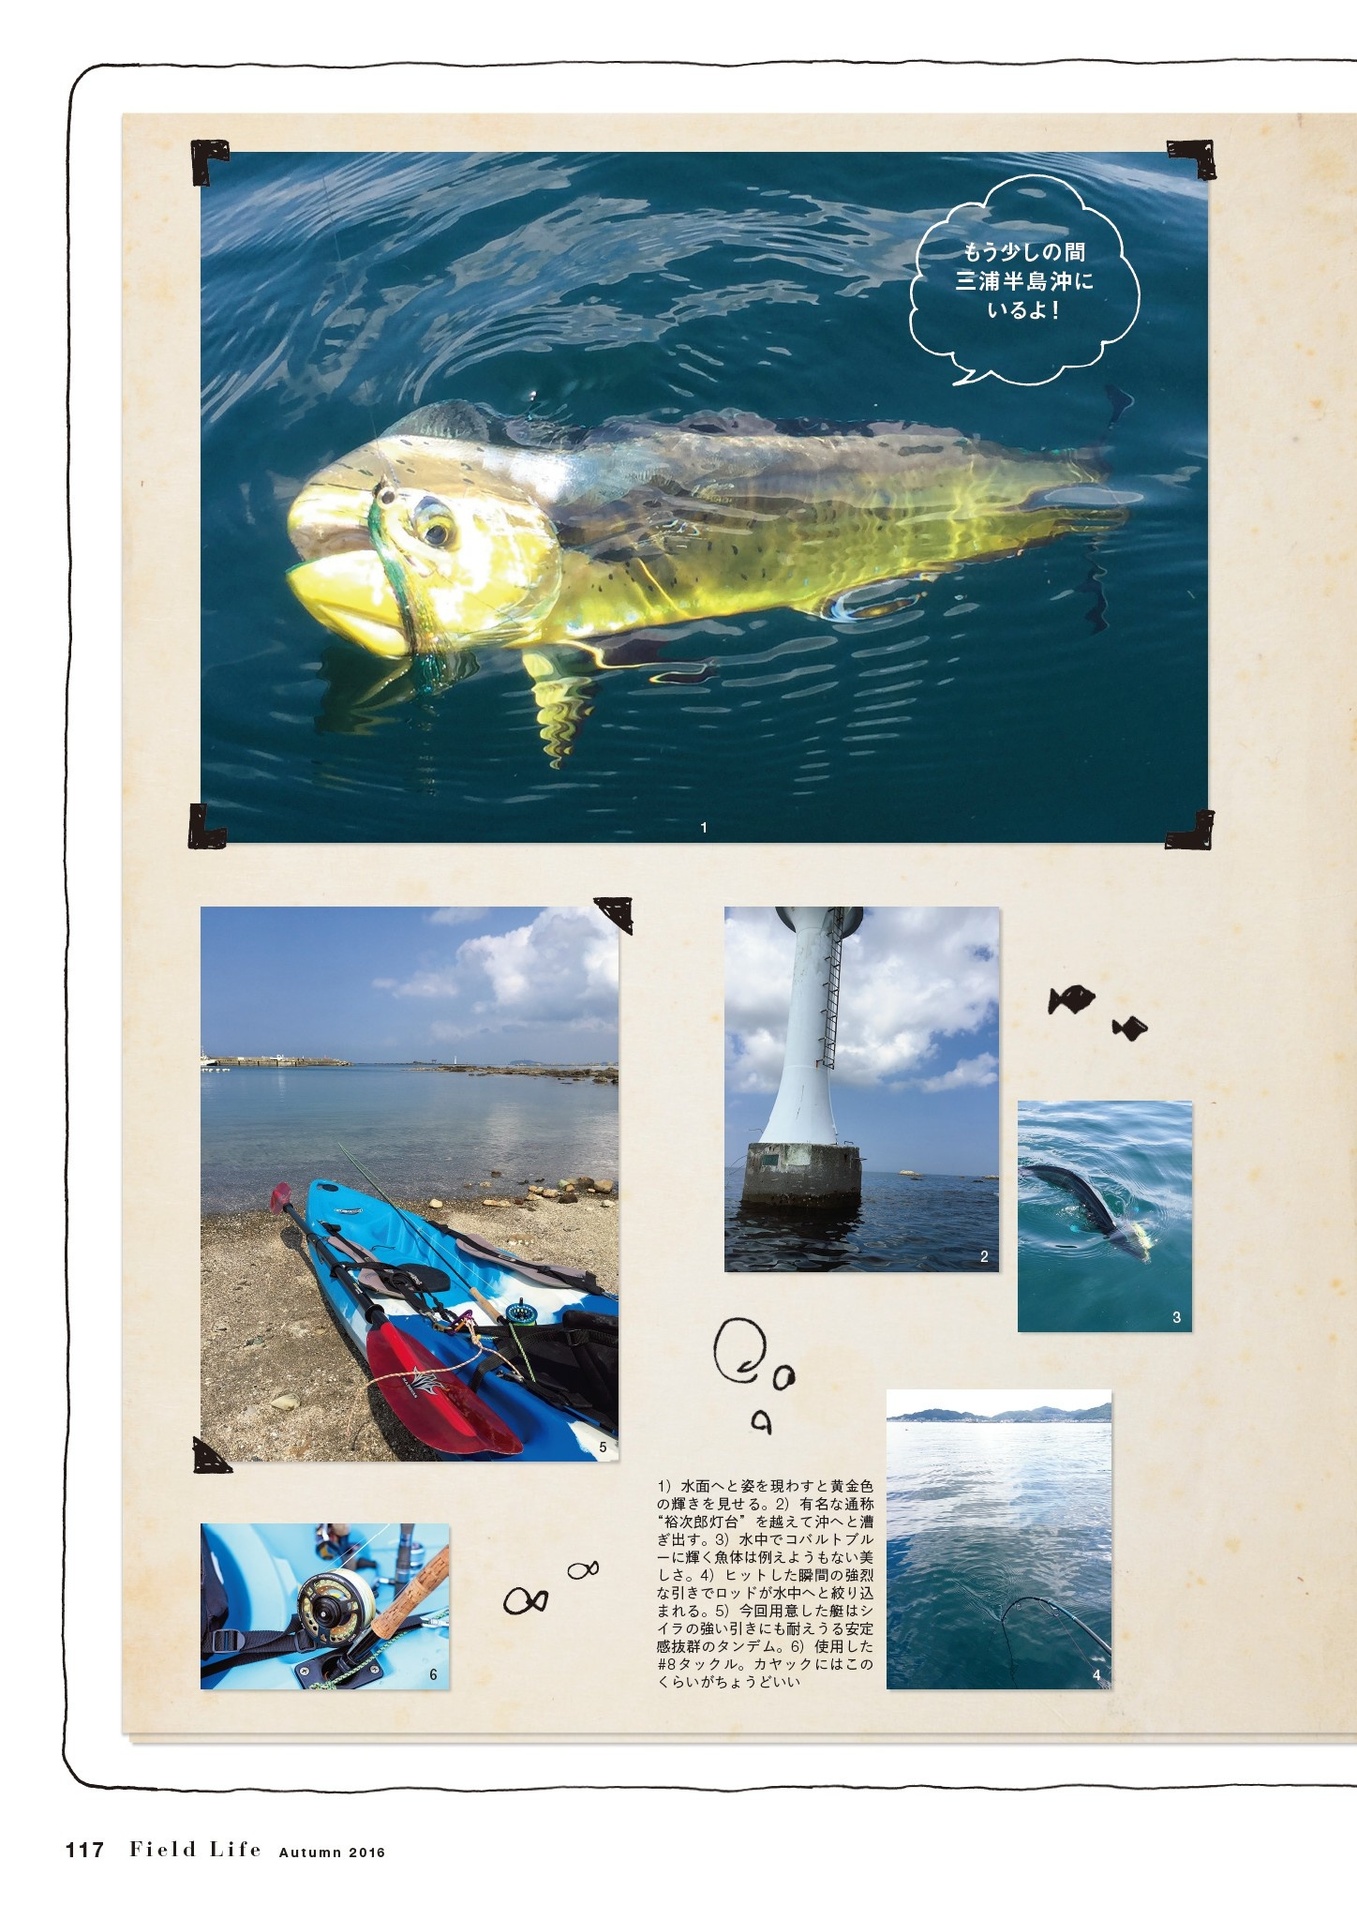 もう少しの間
三浦半島沖に
いるよ！
1
2
3
5
4
6
1）水面へと姿を現わすと黄金色
の輝きを見せる。2）有名な通称
“裕次郎灯台”を越えて沖へと漕
ぎ出す。3）水中でコバルトブル
ーに輝く魚体は例えようもない美
しさ。4）ヒットした瞬間の強烈
な引きでロッドが水中へと絞り込
まれる。5）今回用意した艇はシ
イラの強い引きにも耐えうる安定
感抜群のタンデム。6）使用した
#8タックル。カヤックにはこの
くらいがちょうどいい
117 Field Life Autumn 2016